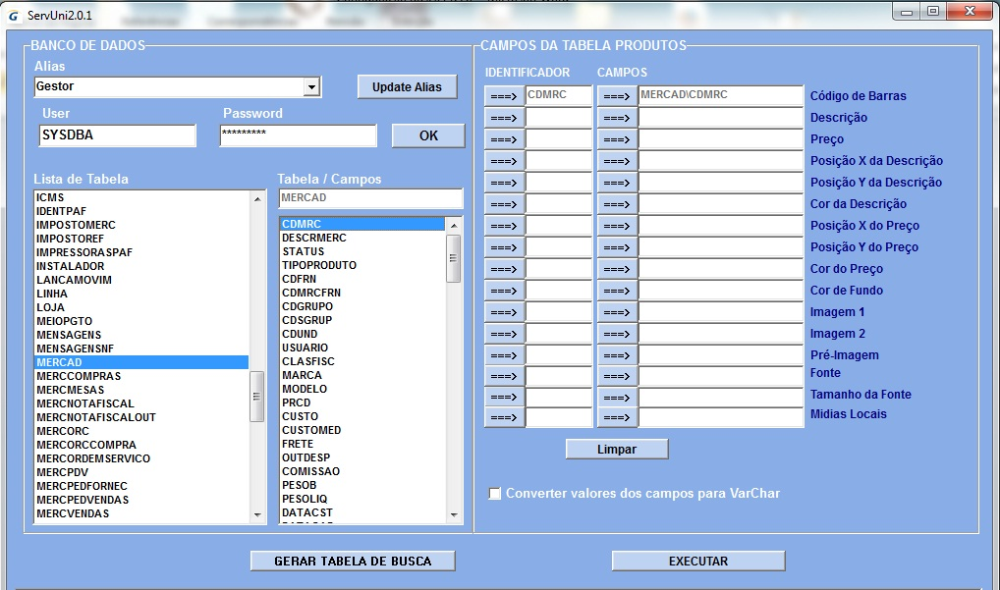 ServUni2.0.1
BANCO DE DADOS
Alias
Gestor
Update Alias
User
Password
SYSDBA
*********
OK
Lista de Tabela
ICMS
IDENTPAF
IMPOSTOMERC
IMPOSTOREF
IMPRESSORASPAF
INSTALADOR
LANCAMOVIM
LINHA
LOJA
MEIOPGTO
MENSAGENS
MENSAGENSNF
MERCAD
MERCCOMPRAS
MERCMESAS
MERCNOTAFISCAL
MERCNOTAFISCALOUT
MERCORC
MERCORCCOMPRA
MERCORDEMSERVICO
MERCPDV
MERCPEDFORNEC
MERCPEDVENDAS
MERCVENDAS
Tabela / Campos
MERCAD
CDMRC
DESCRMERC
STATUS
TIPOPRODUTO
CDFRN
CDMRCFRN
CDGRUPO
CDSGRUP
CDUND
USUARIO
CLASFISC
MARCA
MODELO
PRCD
CUSTO
CUSTOMED
FRETE
OUTDESP
COMISSAO
PESOB
PESOLIQ
DATACST
CAMPOS DA TABELA PRODUTOS
IDENTIFICADOR CAMPOS
===> CDMRC ===> MERCAD\CDMRC Código de Barras
===> ===> Descrição
===> ===> Preço
===> ===> Posição X da Descrição
===> ===> Posição Y da Descrição
===> ===> Cor da Descrição
===> ===> Posição X do Preço
===> ===> Posição Y do Preço
===> ===> Cor do Preço
===> ===> Cor de Fundo
===> ===> Imagem 1
===> ===> Imagem 2
===> ===> Pré-Imagem
===> ===> Fonte
===> ===> Tamanho da Fonte
===> ===> Midias Locais
Limpar
Converter valores dos campos para VarChar
GERAR TABELA DE BUSCA
EXECUTAR